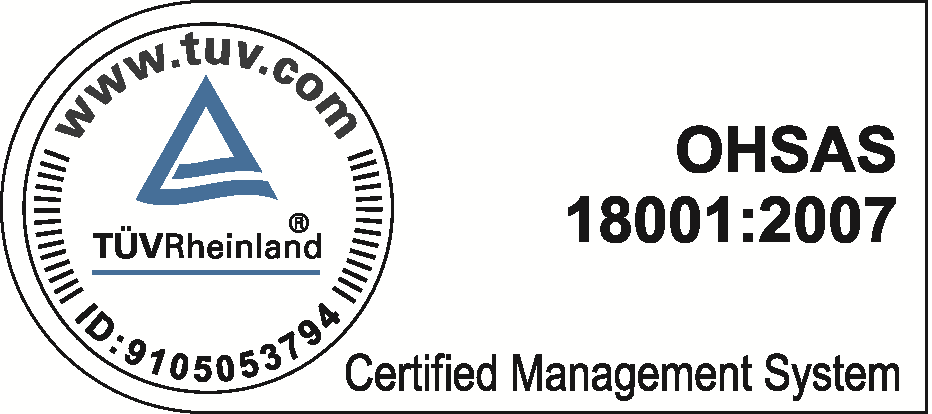 www.tuv.com
TÜVRheinland®
ID:9105053794
OHSAS
18001:2007
Certified Management System